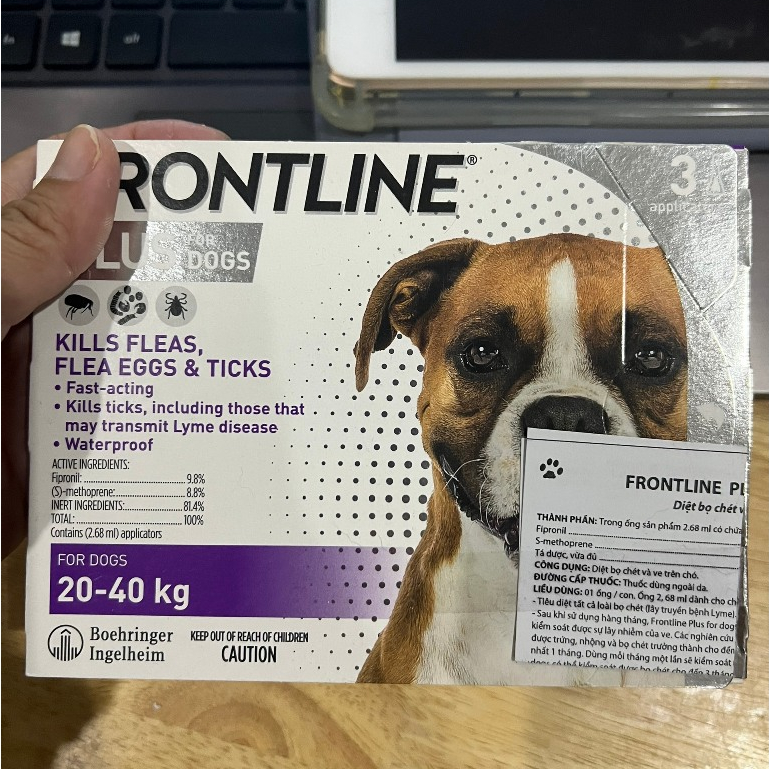 fn
alt
FRONTLINE®
PLUS FOR DOGS
3
KILLS FLEAS,
FLEA EGGS & TICKS
• Fast-acting
• Kills ticks, including those that
may transmit Lyme disease
• Waterproof
ACTIVE INGREDIENTS:
Fipronil:.......................... 9.8%
(S)-methoprene:.................. 8.8%
INERT INGREDIENTS:................ 81.4%
TOTAL:........................... 100%
Contains (2.68 ml) applicators
FOR DOGS
20-40 kg
Boehringer
Ingelheim
KEEP OUT OF REACH OF CHILDREN
CAUTION
FRONTLINE
Diệt bọ chét
THÀNH PHẦN: Trong ống sản phẩm 2.68 ml có chứa
Fipronil
S-methoprene
Tá dược, vừa đủ
CÔNG DỤNG: Diệt bọ chét và ve trên chó.
ĐƯỜNG CẤP THUỐC: Thuốc dùng ngoài da.
LIỀU DÙNG: 01 ống / con. Ống 2,68 ml dành cho
- Tiêu diệt tất cả loài bọ chét (lây truyền bệnh Lyme).
- Sau khi sử dụng hàng tháng, Frontline Plus for dogs
kiểm soát được sự lây nhiễm của ve. Các nghiên cứu
được trứng, nhộng và bọ chét trưởng thành cho đến
nhất 1 tháng. Dùng mỗi tháng một lần sẽ kiểm soát